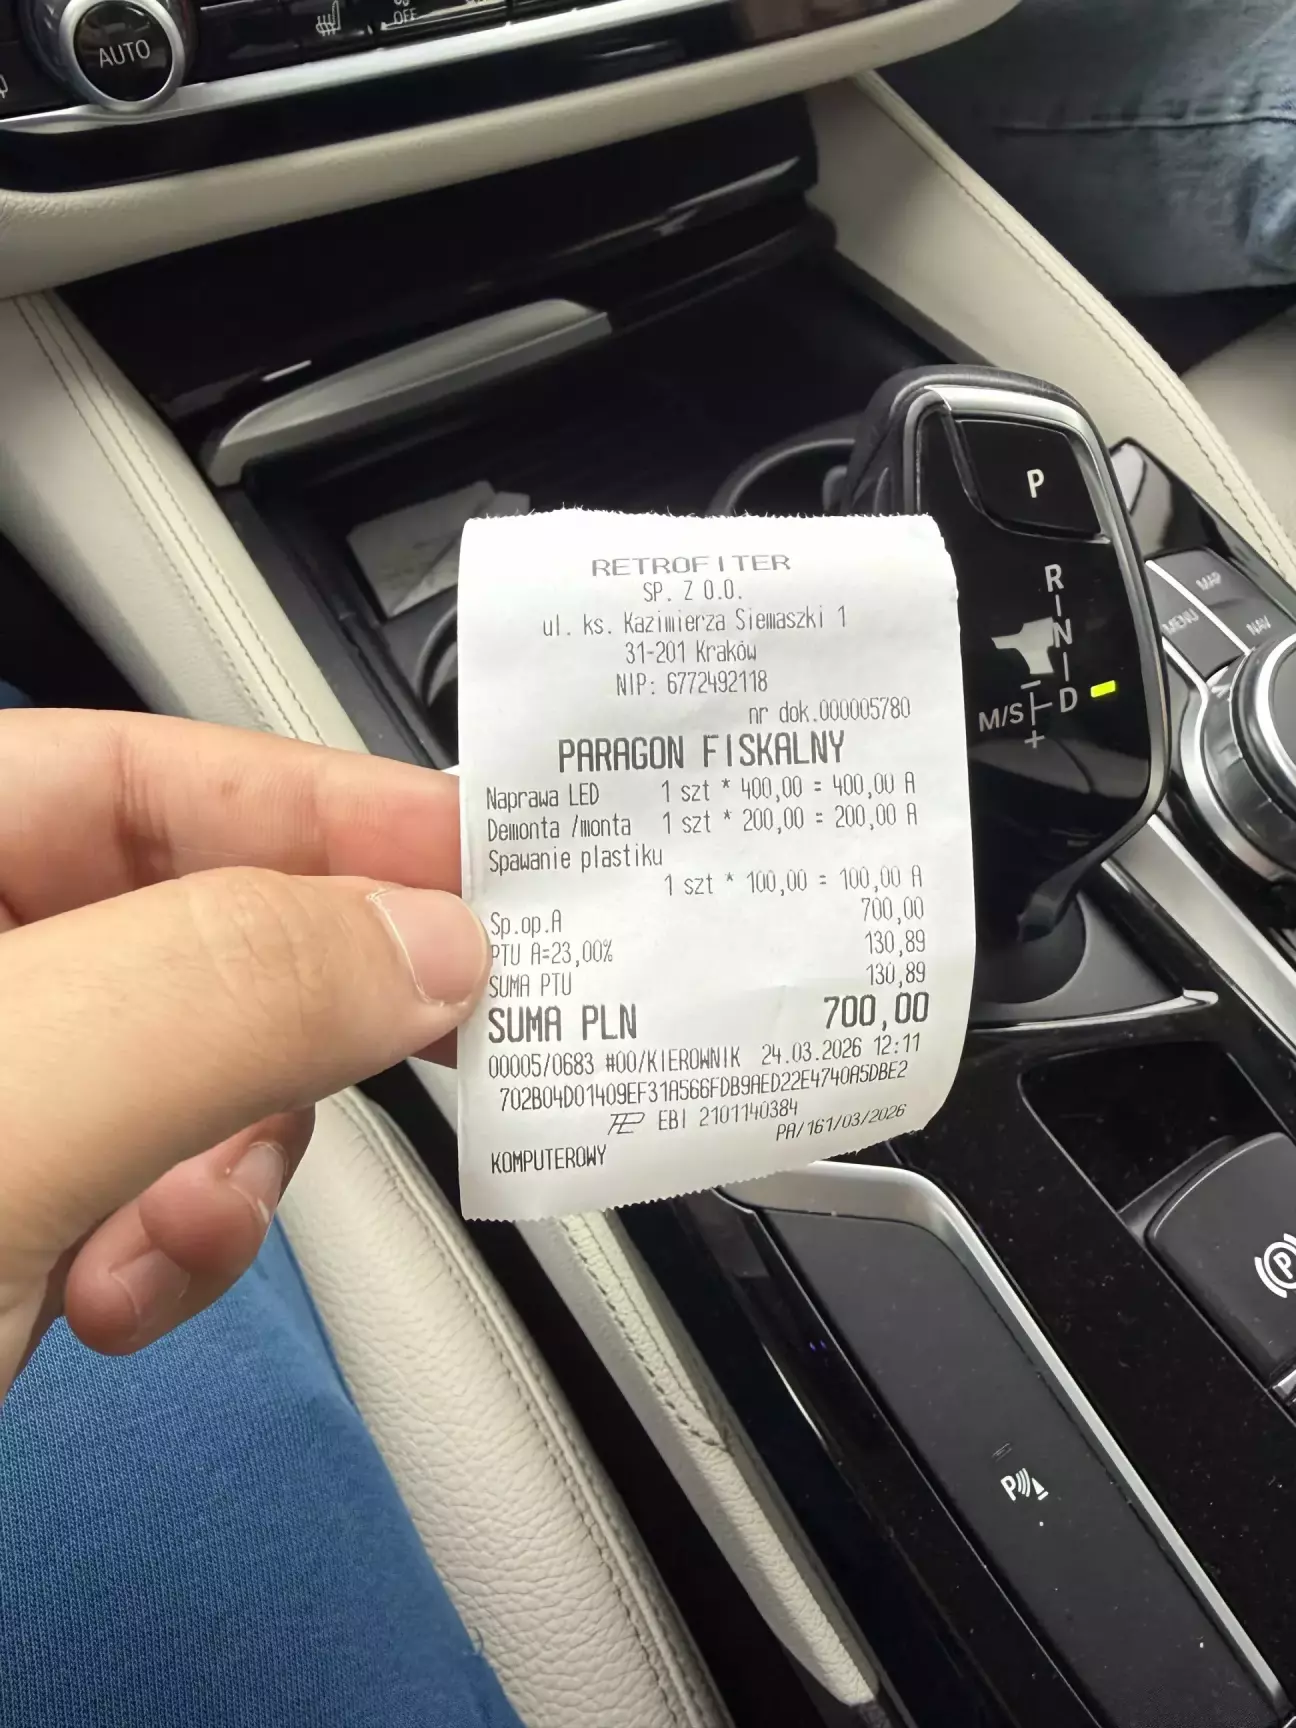 AUTO
OFF
P
R
N
D
M/S
+
MENU
MAP
NAV
RETROFITER
SP. Z O.O.
ul. ks. Kazimierza Siemaszki 1
31-201 Kraków
NIP: 6772492118
nr dok.000005780
PARAGON FISKALNY
Naprawa LED 1 szt * 400,00 = 400,00 A
Demonta /monta 1 szt * 200,00 = 200,00 A
Spawanie plastiku
1 szt * 100,00 = 100,00 A
Sp.op.A 700,00
PTU A=23,00% 130,89
SUMA PTU 130,89
SUMA PLN 700,00
00005/0683 #00/KIEROWNIK 24.03.2026 12:11
702B04D01409EF31A566FDB9AED22E4740A5DBE2
EBI 2101140384
PA/161/03/2026
KOMPUTEROWY
P
P